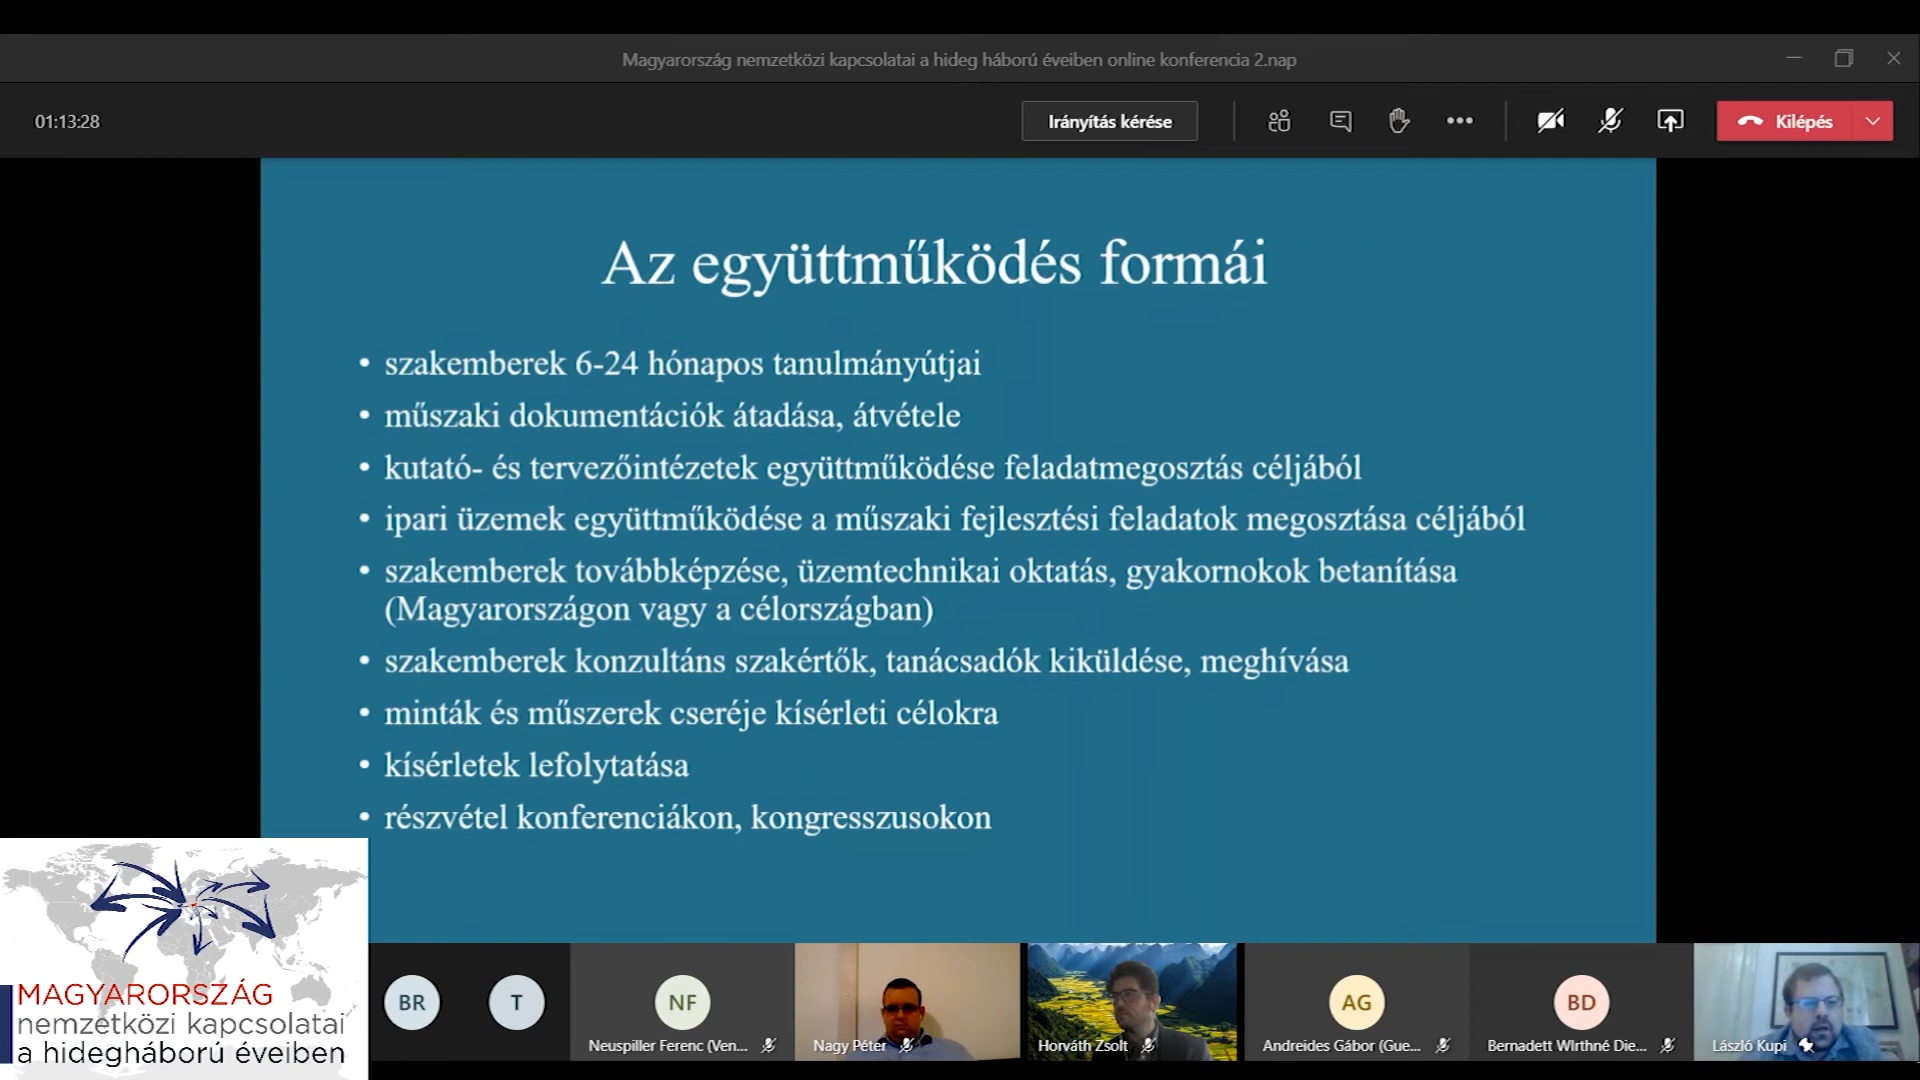 Magyarország nemzetközi kapcsolatai a hideg háború éveiben online konferencia 2.nap
01:13:28
Irányítás kérése
Kilépés
Az együttműködés formái
• szakemberek 6-24 hónapos tanulmányútjai
• műszaki dokumentációk átadása, átvétele
• kutató- és tervezőintézetek együttműködése feladatmegosztás céljából
• ipari üzemek együttműködése a műszaki fejlesztési feladatok megosztása céljából
• szakemberek továbbképzése, üzemtechnikai oktatás, gyakornokok betanítása
(Magyarországon vagy a célországban)
• szakemberek konzultáns szakértők, tanácsadók kiküldése, meghívása
• minták és műszerek cseréje kísérleti célokra
• kísérletek lefolytatása
• részvétel konferenciákon, kongresszusokon
MAGYARORSZÁG
nemzetközi kapcsolatai
a hidegháború éveiben
BR
T
NF
Neuspiller Ferenc (Ven...
Nagy Péter
Horváth Zsolt
AG
Andreides Gábor (Gue...
BD
Bernadett WIrthné Die...
László Kupi